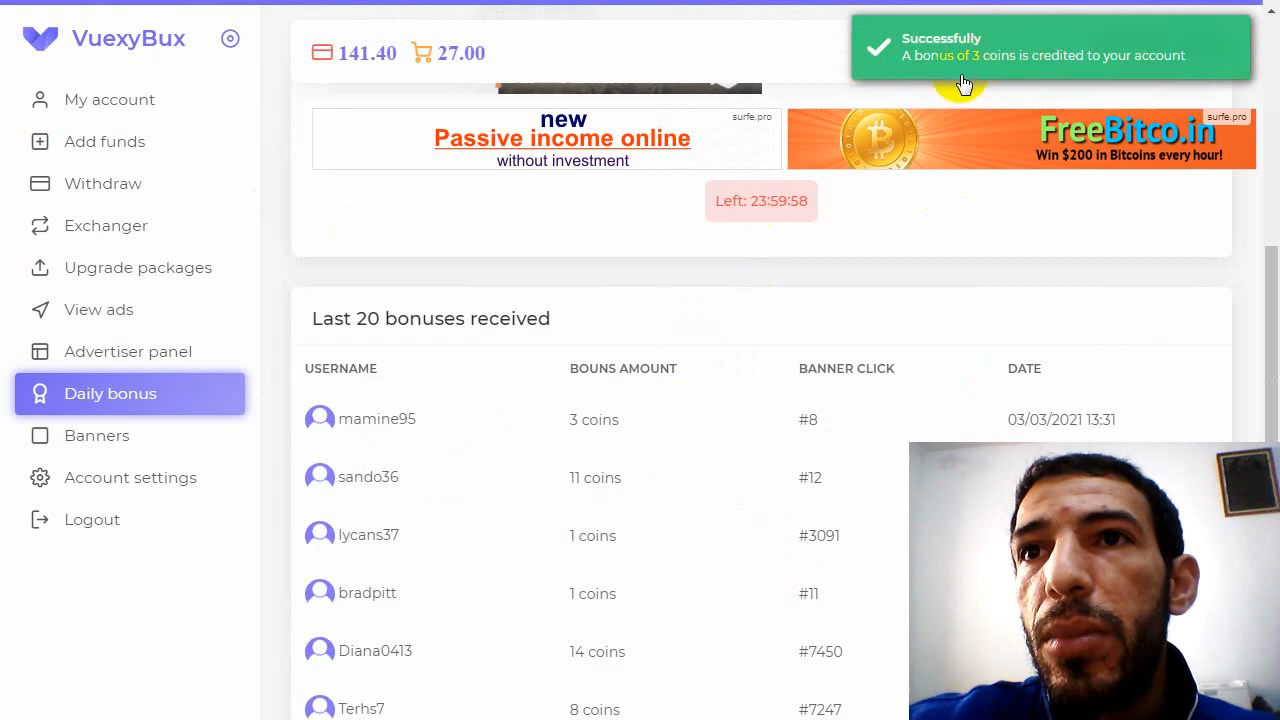 VuexyBux
My account
Add funds
Withdraw
Exchanger
Upgrade packages
View ads
Advertiser panel
Daily bonus
Banners
Account settings
Logout
141.40 27.00
Successfully
A bonus of 3 coins is credited to your account
new
Passive income online
without investment
surfe.pro
FreeBitco.in
Win $200 in Bitcoins every hour!
surfe.pro
Left: 23:59:58
Last 20 bonuses received
USERNAME BOUNS AMOUNT BANNER CLICK DATE
mamine95 3 coins #8 03/03/2021 13:31
sando36 11 coins #12
lycans37 1 coins #3091
bradpitt 1 coins #11
Diana0413 14 coins #7450
Terhs7 8 coins #7247